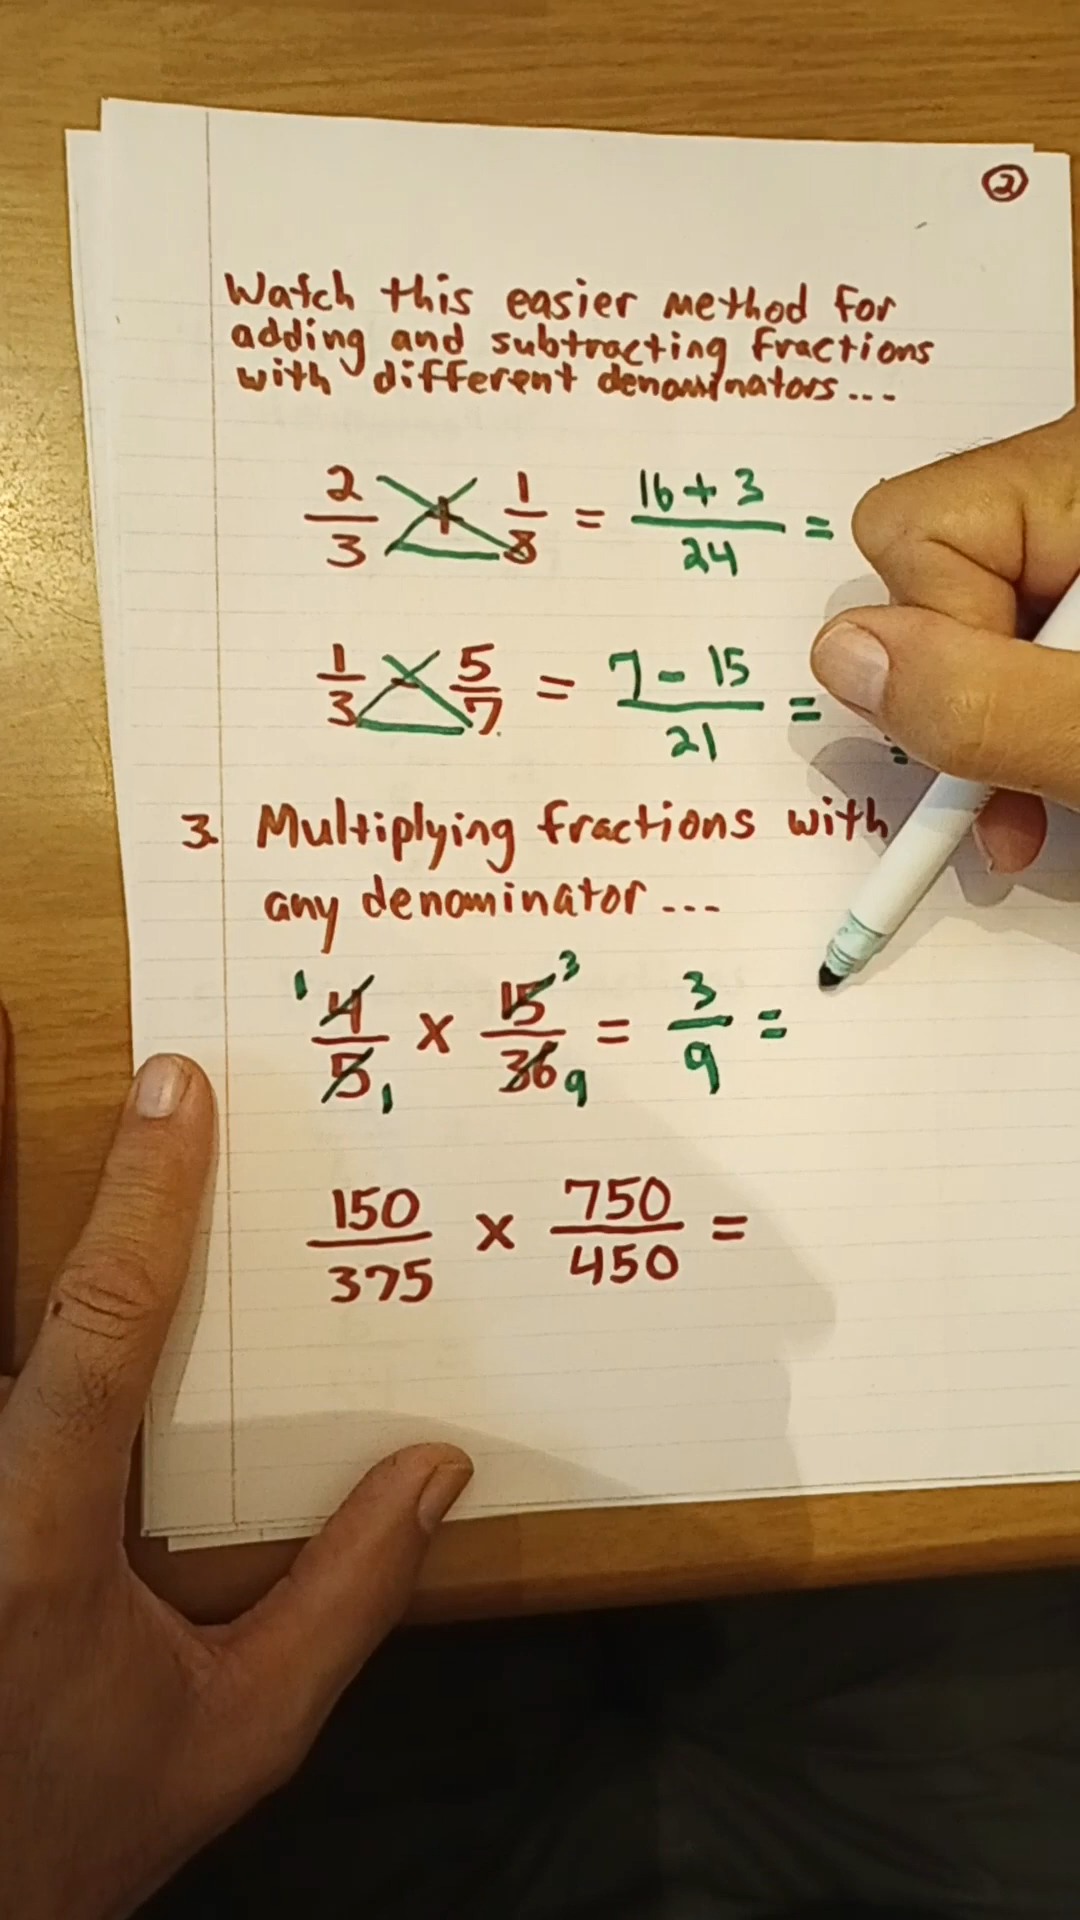 2
Watch this easier method for
adding and subtracting fractions
with different denominators...
2/3 + 1/8 = 16 + 3/24 =
1/3 - 5/7 = 7 - 15/21 =
3. Multiplying fractions with
any denominator...
1 4/5 1 x 15 3/36 9 = 3/9 =
150/375 x 750/450 =